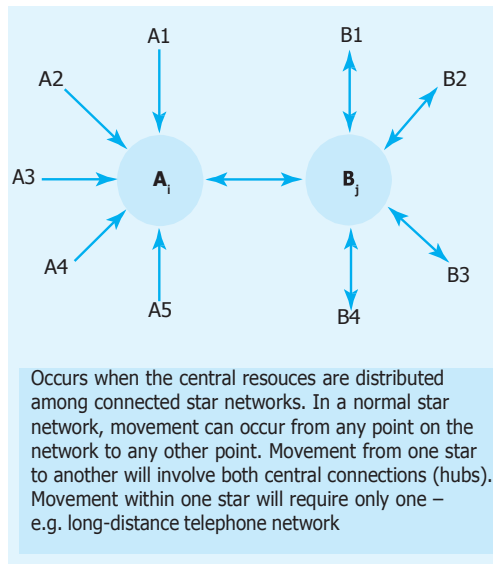 A1
B1
A2
B2
A3
A i
B j
A4
B3
A5
B4
Occurs when the central resouces are distributed
among connected star networks. In a normal star
network, movement can occur from any point on the
network to any other point. Movement from one star
to another will involve both central connections (hubs).
Movement within one star will require only one –
e.g. long-distance telephone network